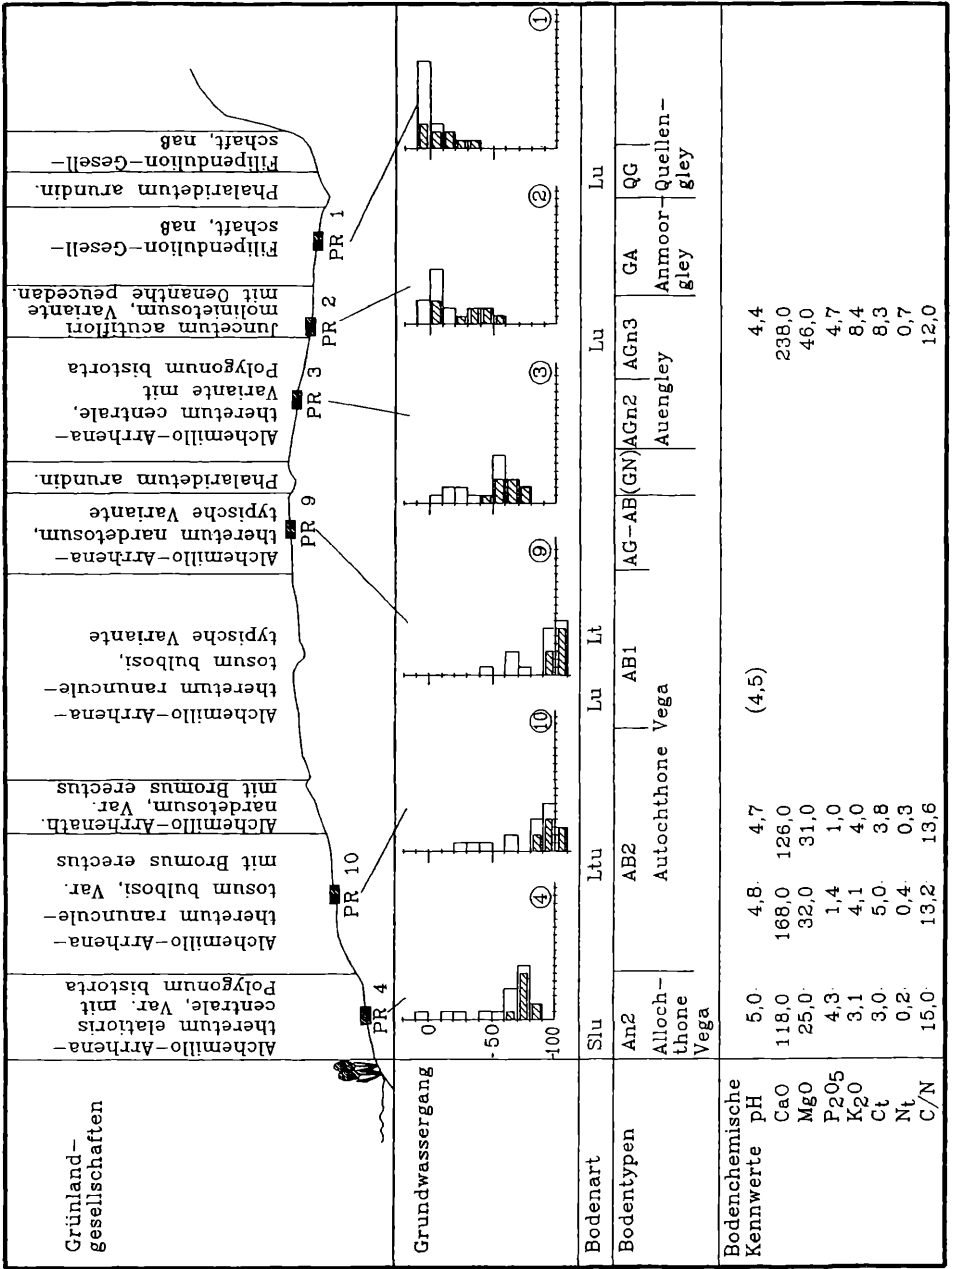 Grünland-
gesellschaften
Alchemillo-Arrhena-
theretum elatioris
centrale, Var. mit
Polygonum bistorta
Alchemillo-Arrhena-
theretum ranuncule-
tosum bulbosi, Var.
mit Bromus erectus
Alchemillo-Arrhenath.
nardetosum, Var.
mit Bromus erectus
Alchemillo-Arrhena-
theretum ranuncule-
tosum bulbosi,
typische Variante
Alchemillo-Arrhena-
theretum nardetosum,
typische Variante
Phalaridetum arundin.
Alchemillo-Arrhena-
theretum centrale,
Variante mit
Polygonum bistorta
Juncetum acutiflori
molinietosum, Variante
mit Oenanthe peucedan.
Filipendulion-Gesell-
schaft, naß
Phalaridetum arundin.
Filipendulion-Gesell-
schaft, naß
PR 4
PR 10
PR 9
PR 3
PR 2
PR 1
Grundwassergang
0
-50
-100
④
⑩
⑨
③
②
①
Bodenart
Slu
Ltu
Lu
Lt
Lu
Lu
Bodentypen
An2
AB2
AB1
AG-AB
(GN)
AGn2
AGn3
GA
QG
Alloch-
thone
Vega
Autochthone Vega
Auengley
Anmoor-
gley
Quellen-
gley
Bodenchemische
Kennwerte pH 5,0 4,8 4,7 (4,5) 4,4
CaO 118,0 168,0 126,0 238,0
MgO 25,0 32,0 31,0 46,0
P2O5 4,3 1,4 1,0 4,7
K2O 3,1 4,1 4,0 8,4
Ct 3,0 5,0 3,8 8,3
Nt 0,2 0,4 0,3 0,7
C/N 15,0 13,2 13,6 12,0